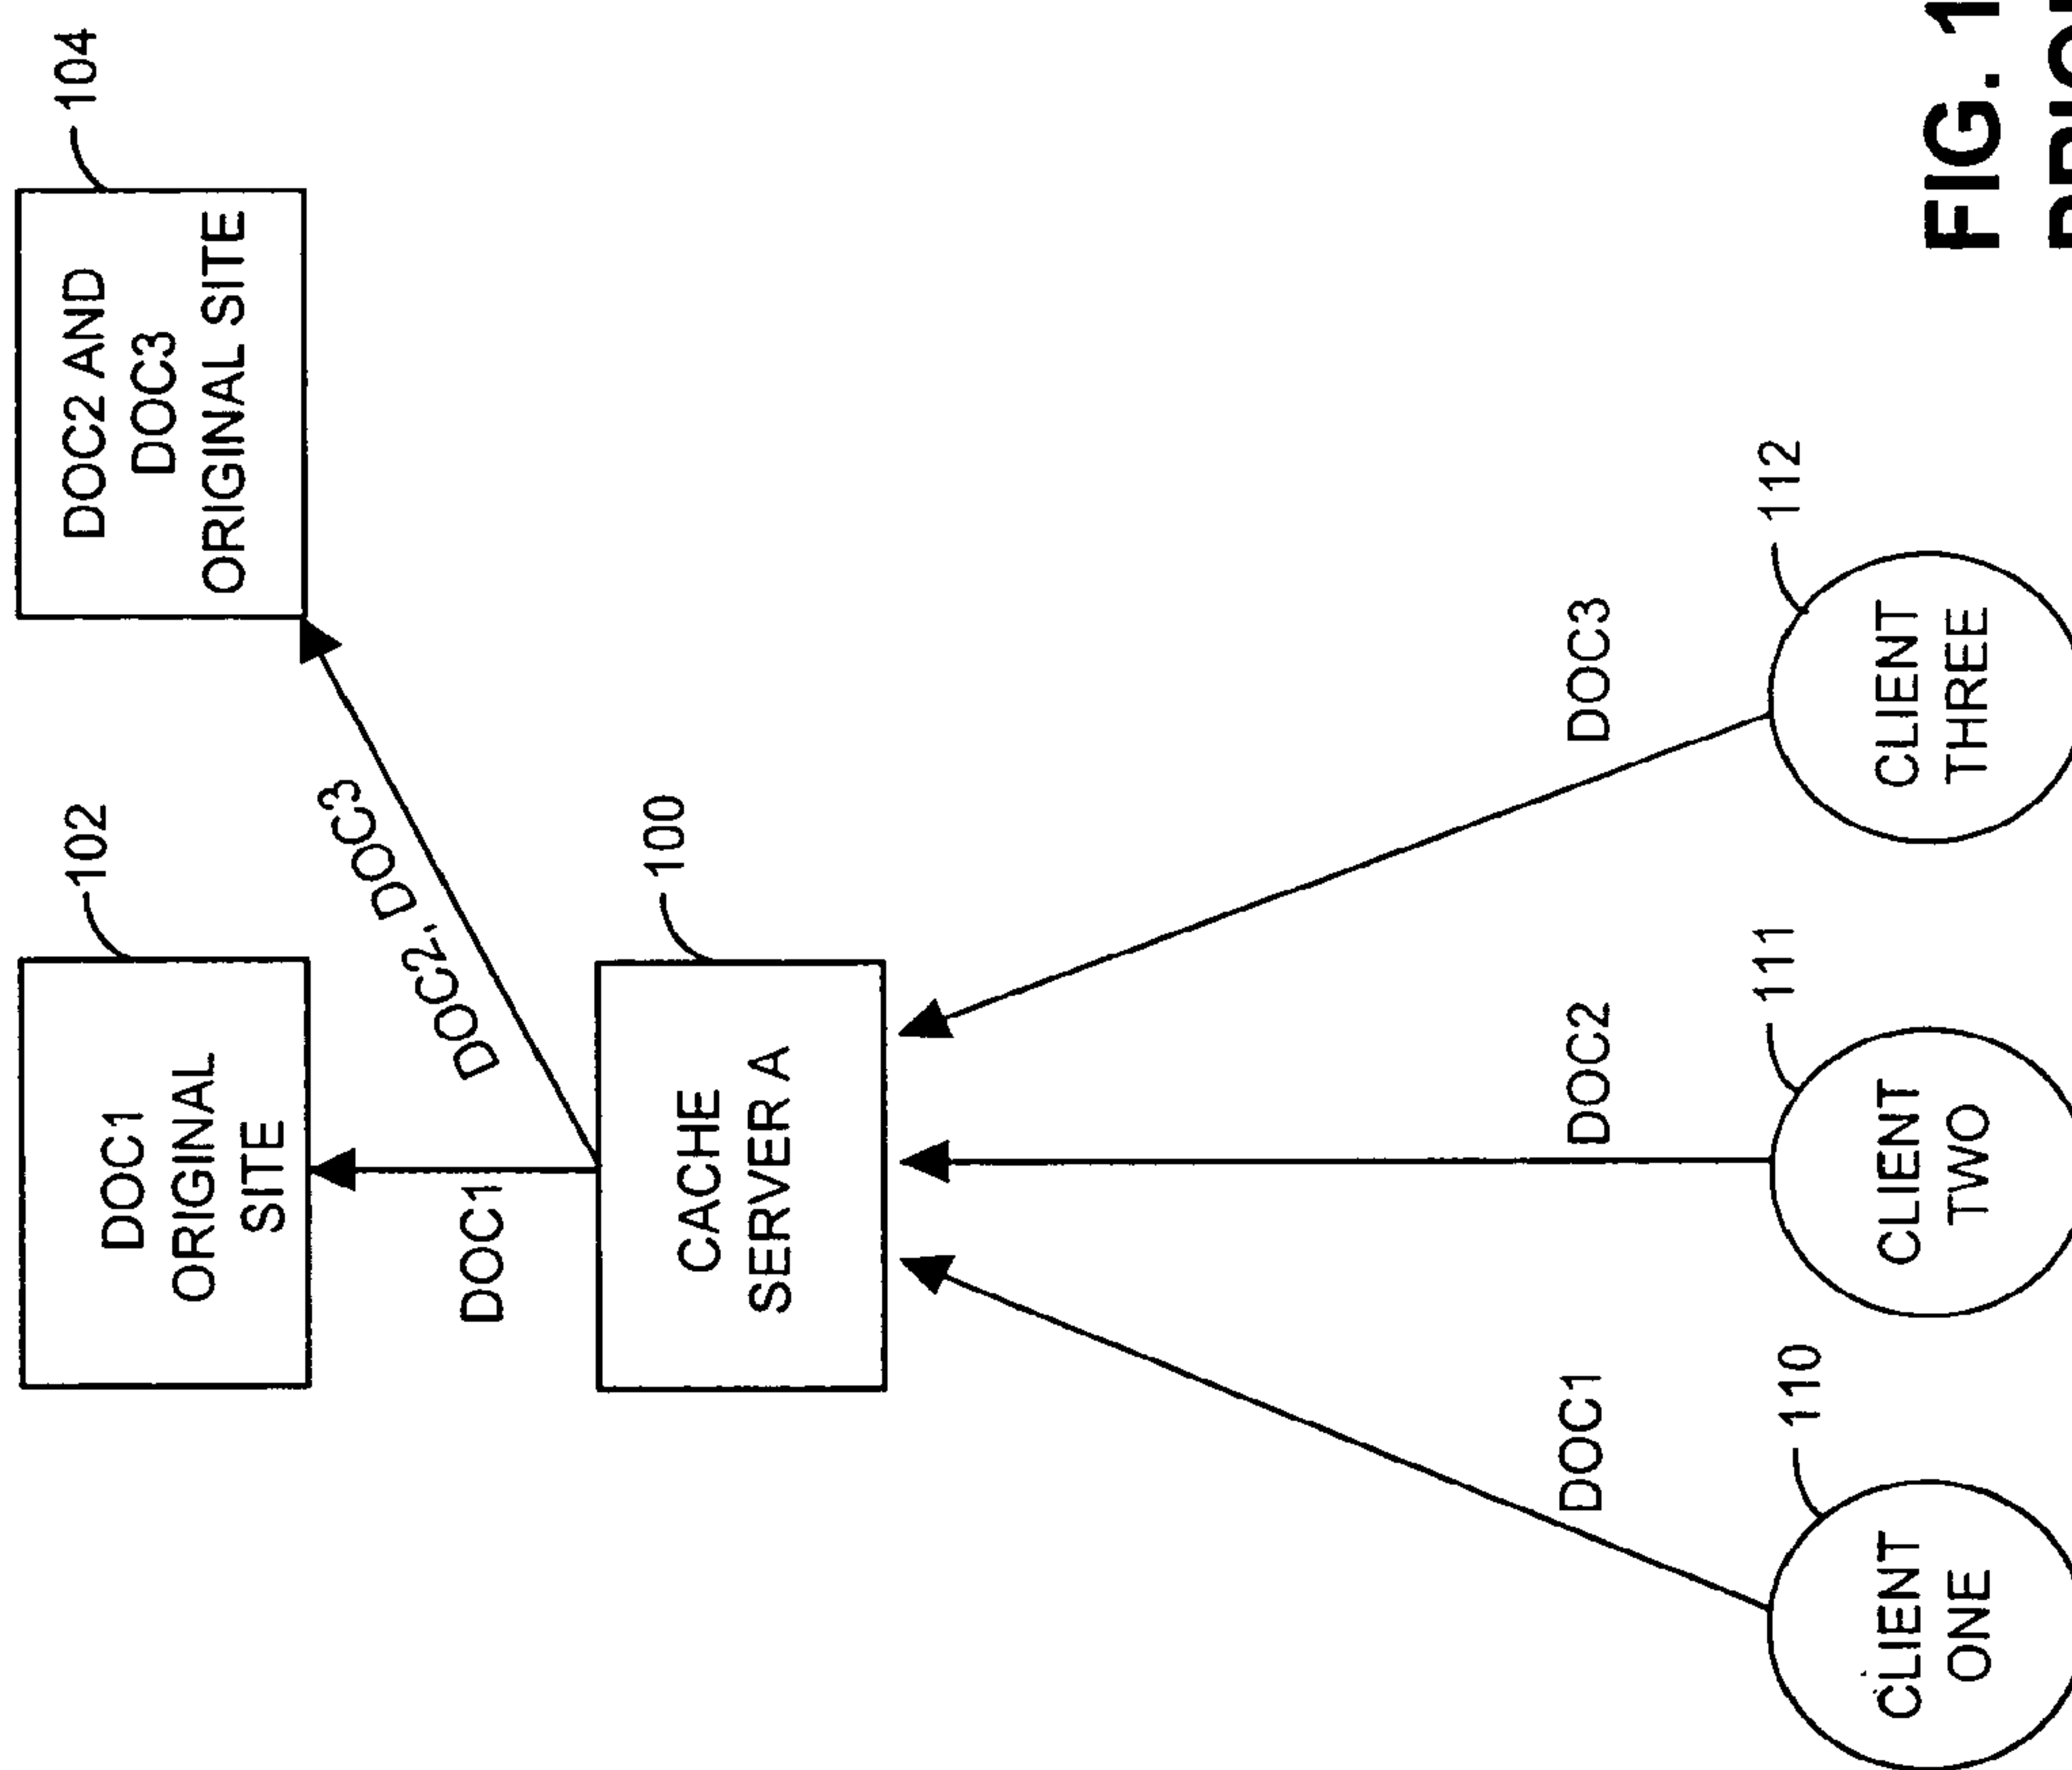 102
104
DOC1
ORIGINAL
SITE
DOC2 AND
DOC3
ORIGINAL SITE
DOC1
DOC2, DOC3
100
CACHE
SERVER A
DOC1
DOC2
DOC3
110
111
112
CLIENT
ONE
CLIENT
TWO
CLIENT
THREE
FIG. 1